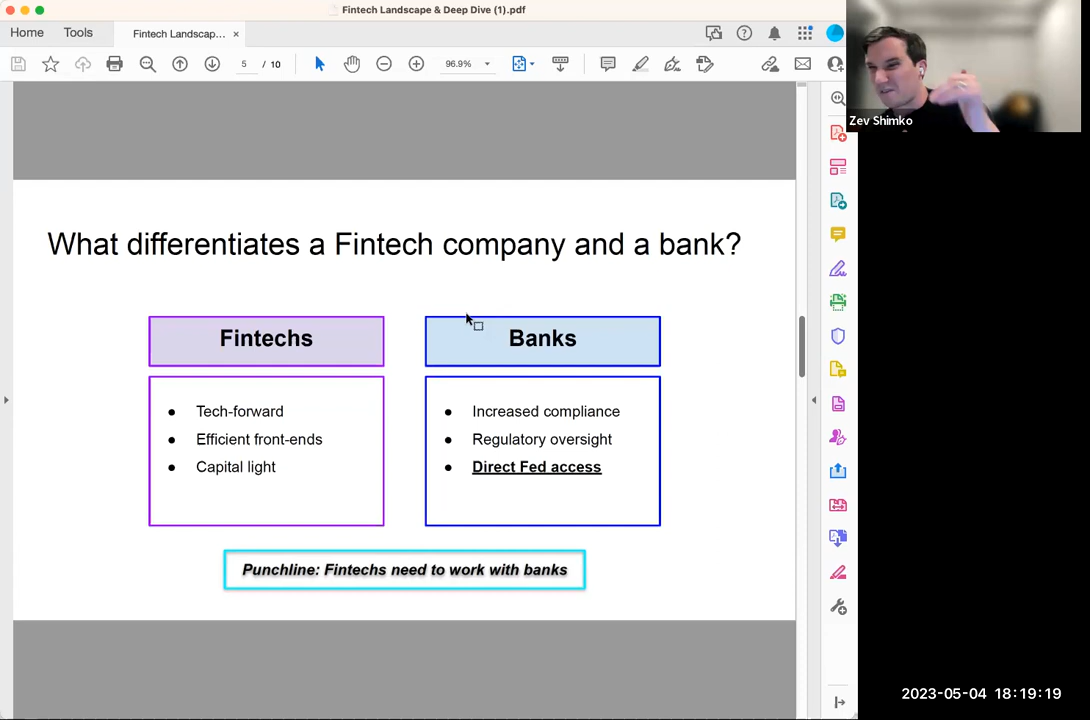 Fintech Landscape & Deep Dive (1).pdf
Home
Tools
Fintech Landscap...
5 / 10
96.9%
Zev Shimko
What differentiates a Fintech company and a bank?
Fintechs
Banks
● Tech-forward
● Efficient front-ends
● Capital light
● Increased compliance
● Regulatory oversight
● Direct Fed access
Punchline: Fintechs need to work with banks
2023-05-04 18:19:19